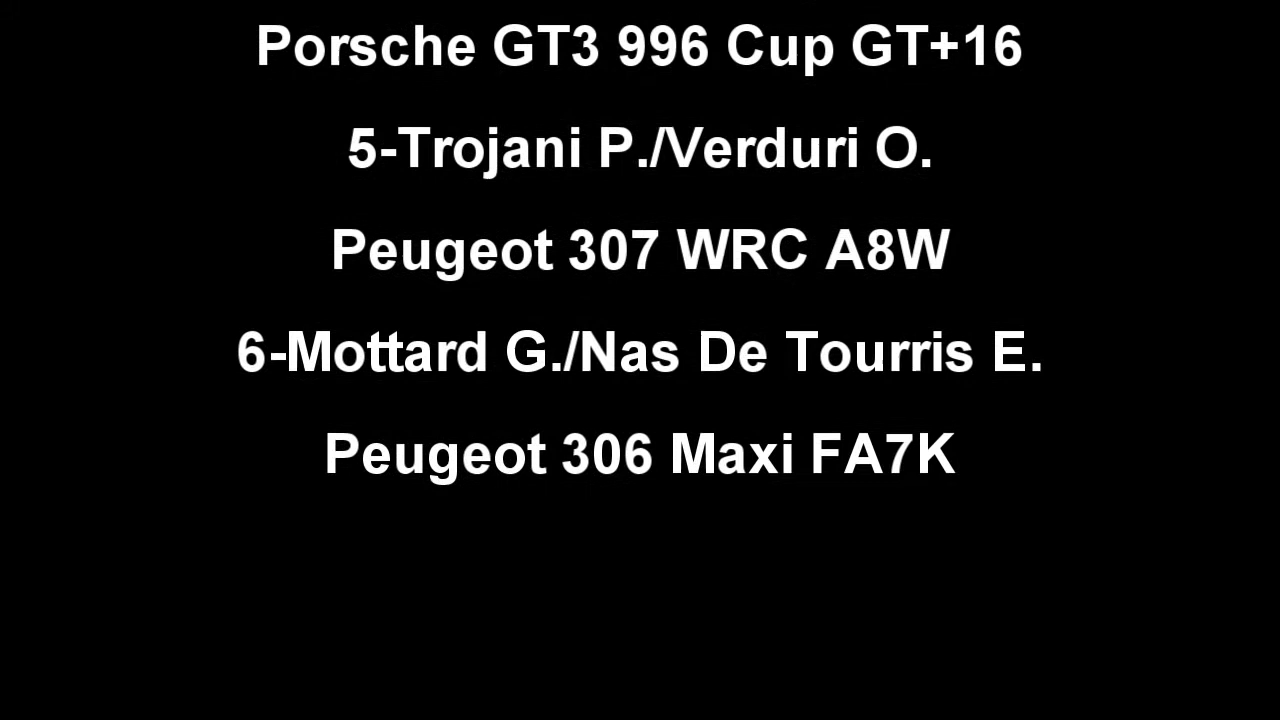 Porsche GT3 996 Cup GT+16
5-Trojani P./Verduri O.
Peugeot 307 WRC A8W
6-Mottard G./Nas De Tourris E.
Peugeot 306 Maxi FA7K